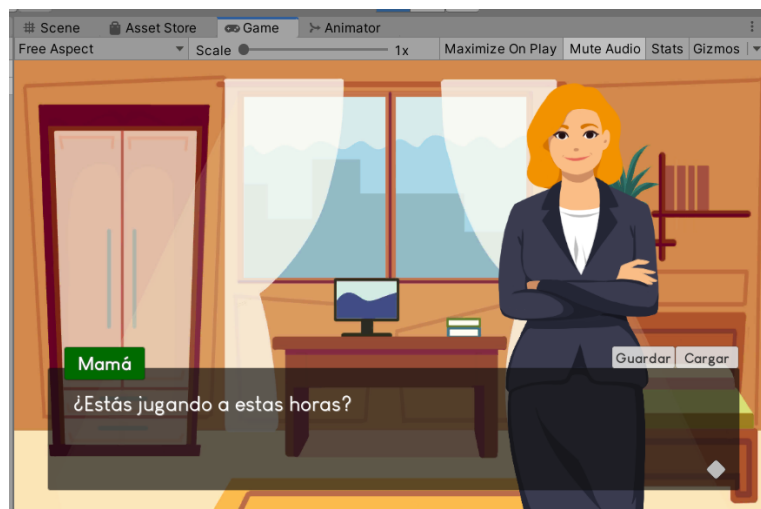 Scene Asset Store Game Animator
Free Aspect Scale 1x Maximize On Play Mute Audio Stats Gizmos
Mamá
Guardar Cargar
¿Estás jugando a estas horas?